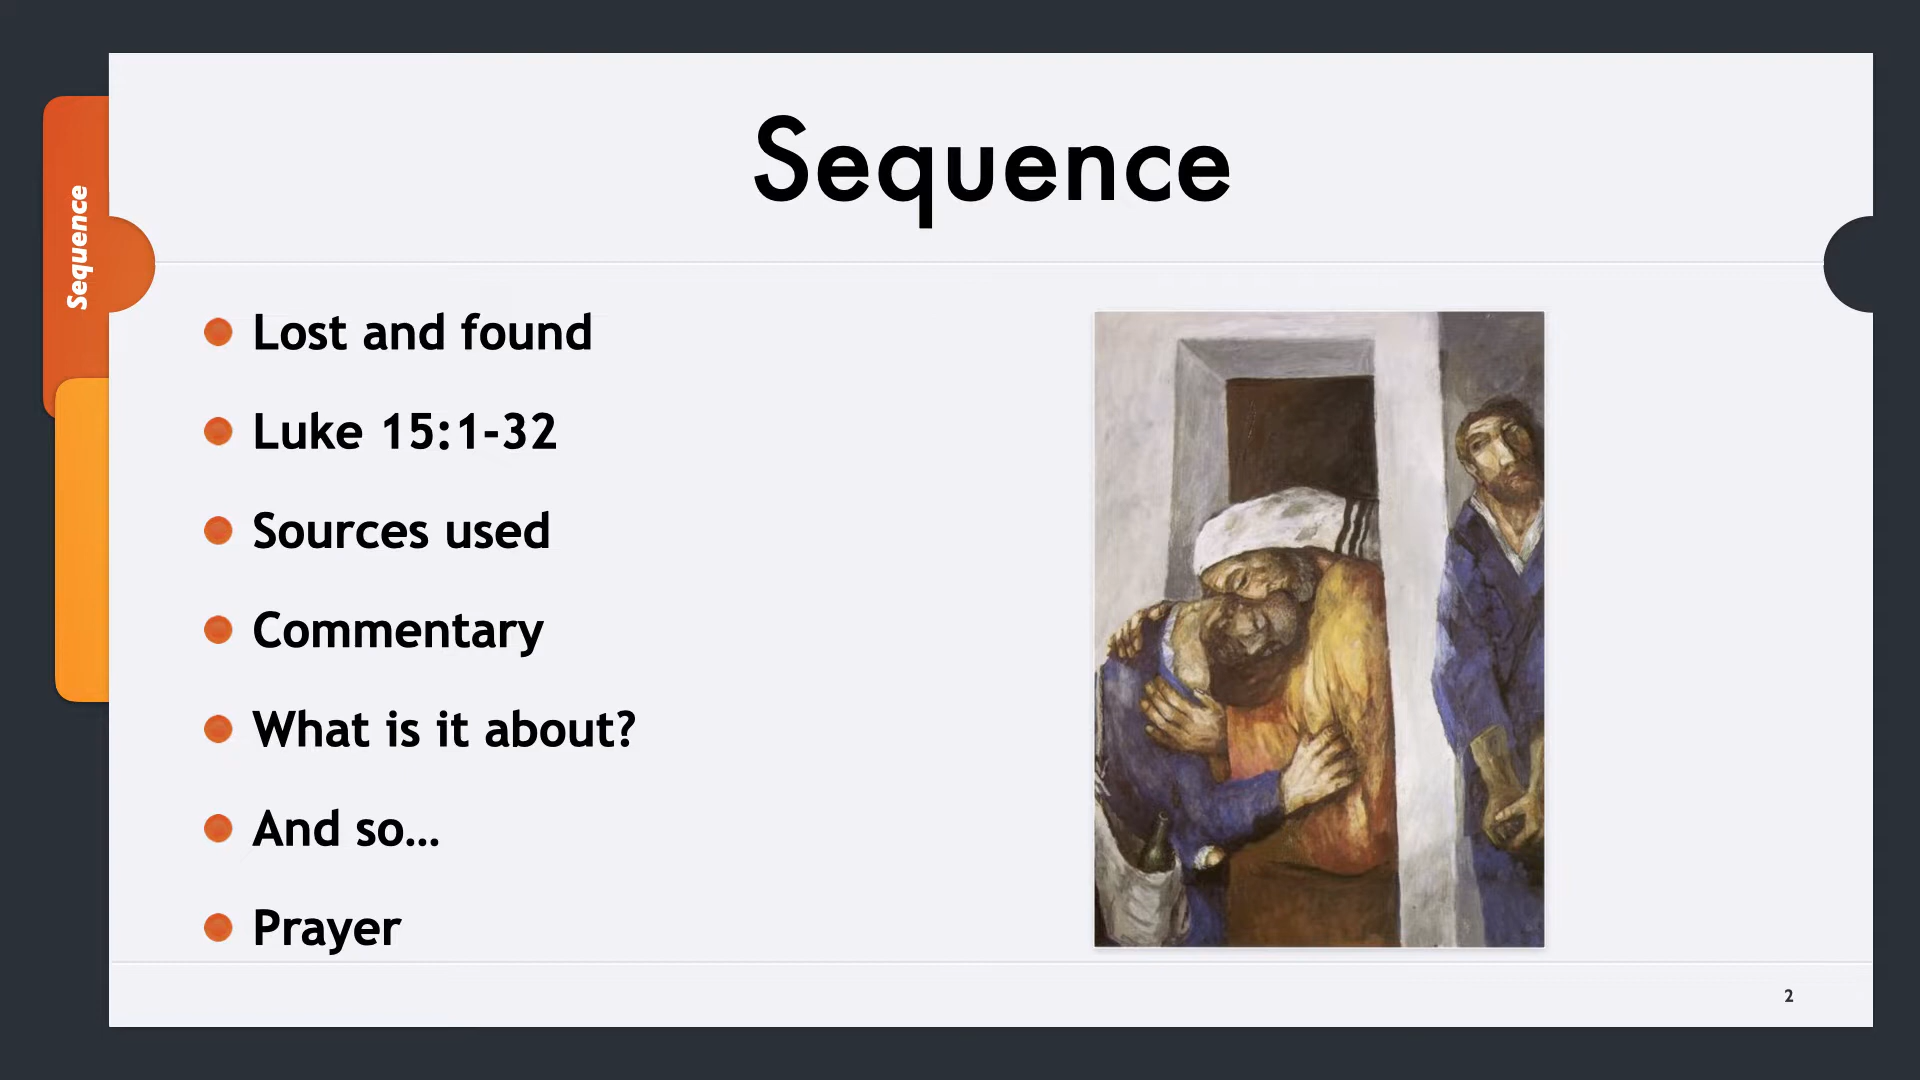 Sequence
Sequence
Lost and found
Luke 15:1-32
Sources used
Commentary
What is it about?
And so…
Prayer
2